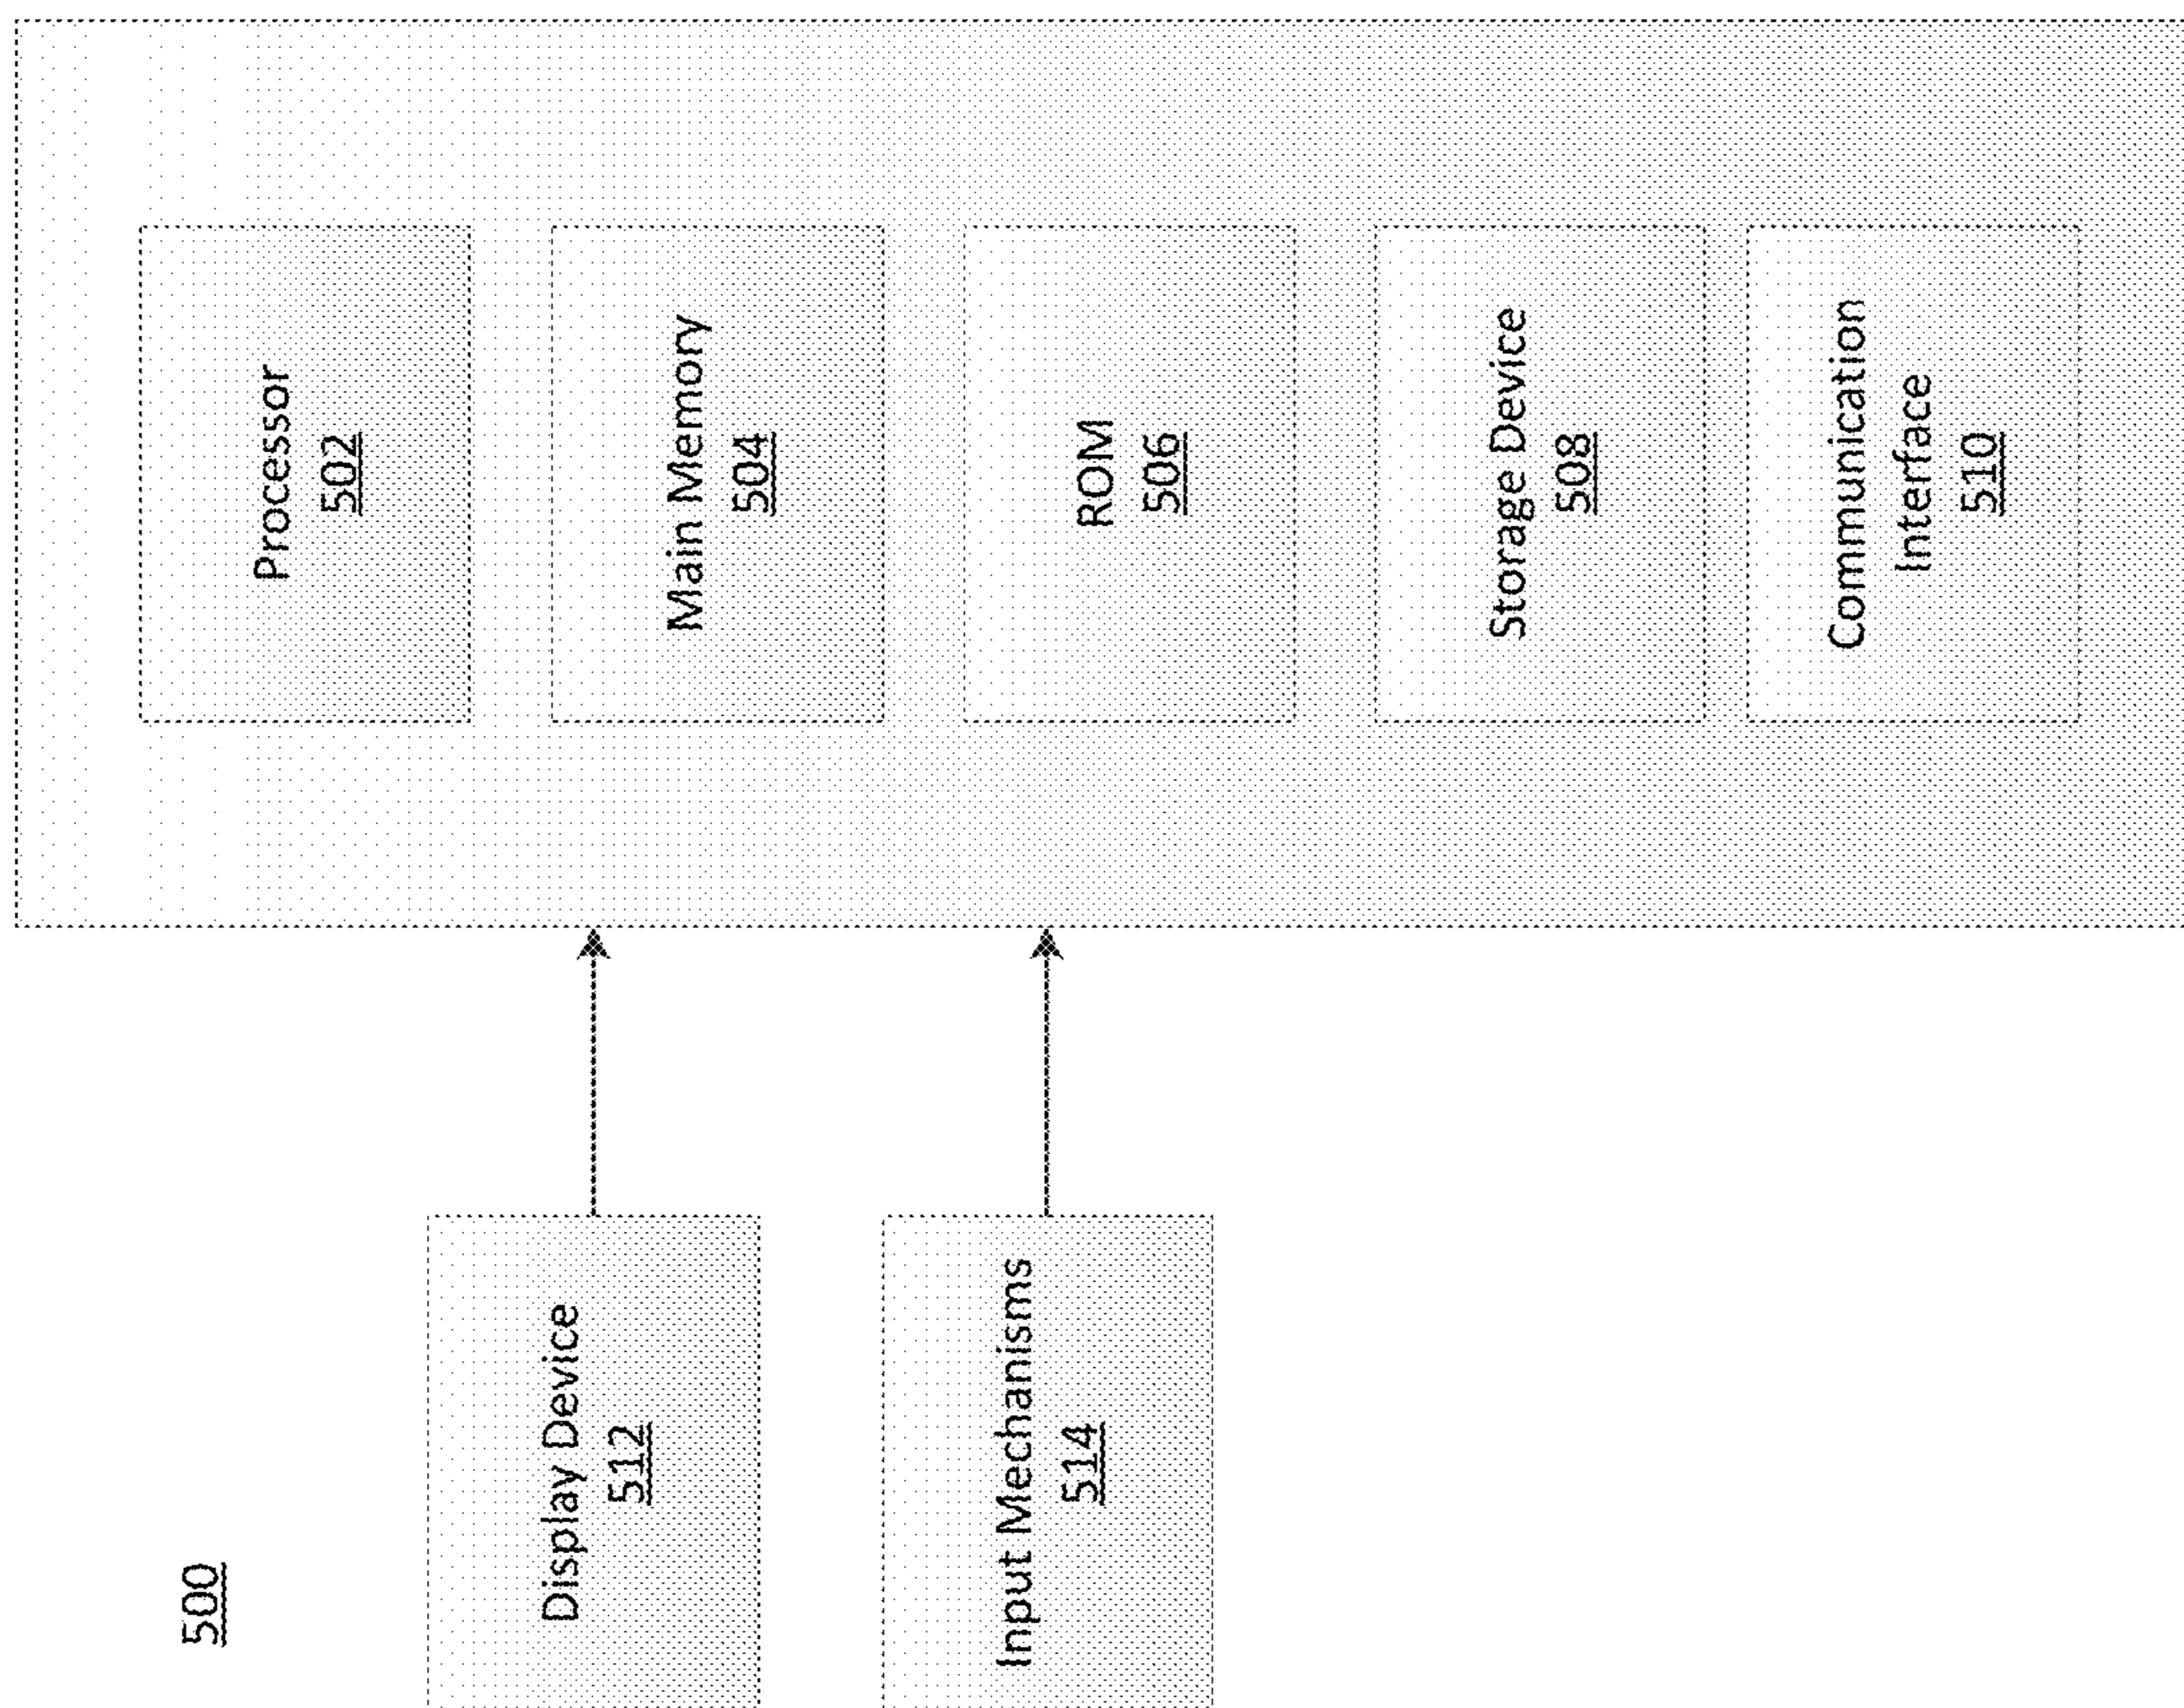 500
Display Device
512
Input Mechanisms
514
Processor
502
Main Memory
504
ROM
506
Storage Device
508
Communication
Interface
510